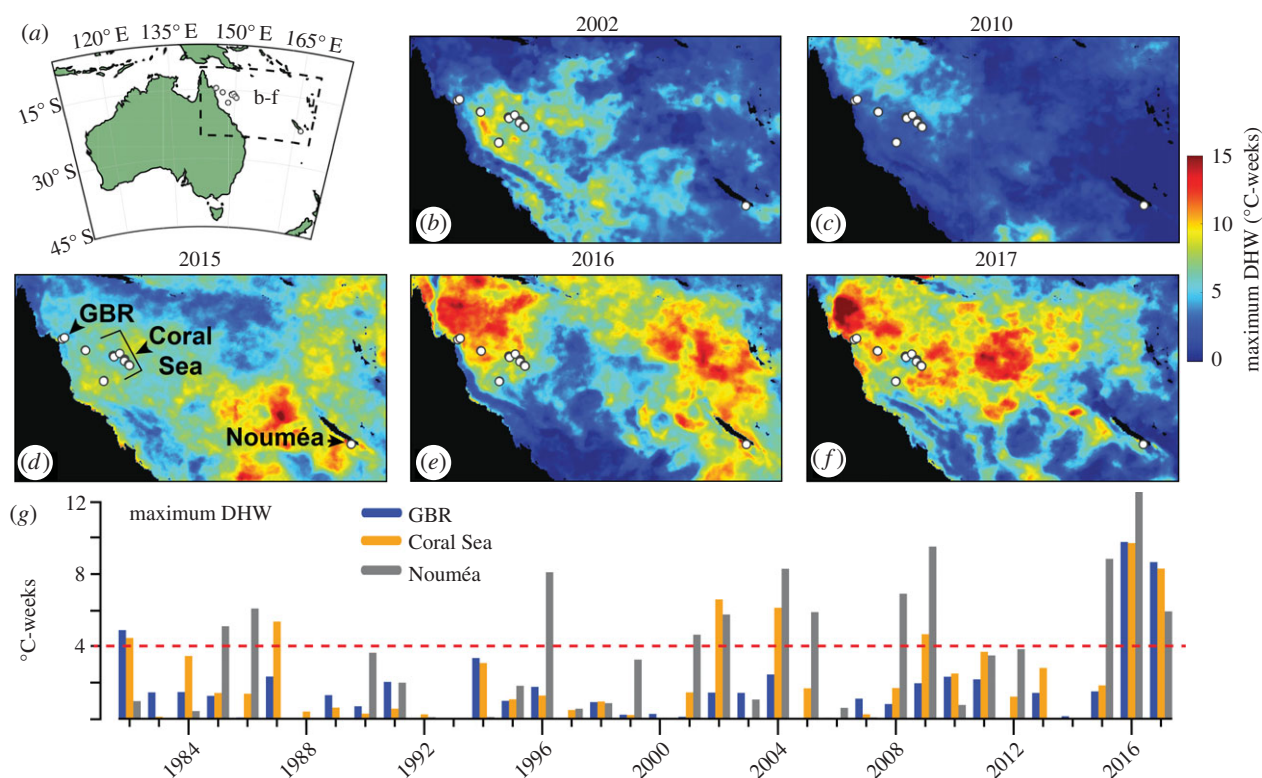 (a)
120° E 135° E 150° E 165° E
15° S
30° S
45° S
b-f
2002
(b)
2010
(c)
15
10
5
0
maximum DHW (°C-weeks)
2015
GBR
Coral
Sea
Nouméa
(d)
2016
(e)
2017
(f)
(g)
maximum DHW
GBR
Coral Sea
Nouméa
12
8
4
°C-weeks
1984 1988 1992 1996 2000 2004 2008 2012 2016